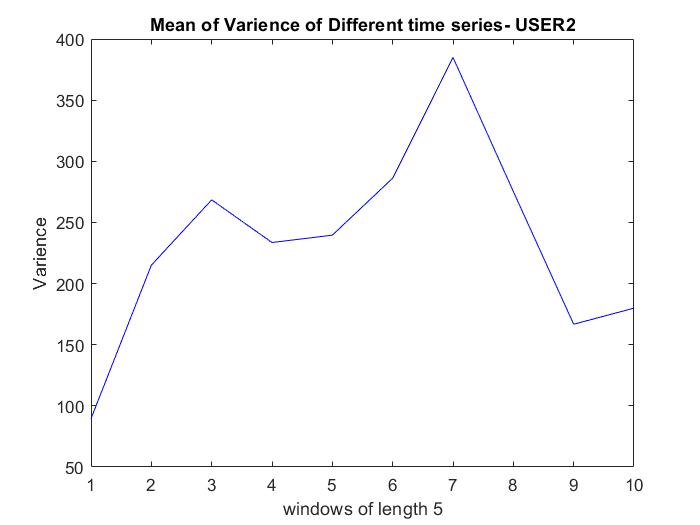 Mean of Varience of Different time series- USER2
400
350
300
250
200
150
100
50
Varience
1 2 3 4 5 6 7 8 9 10
windows of length 5